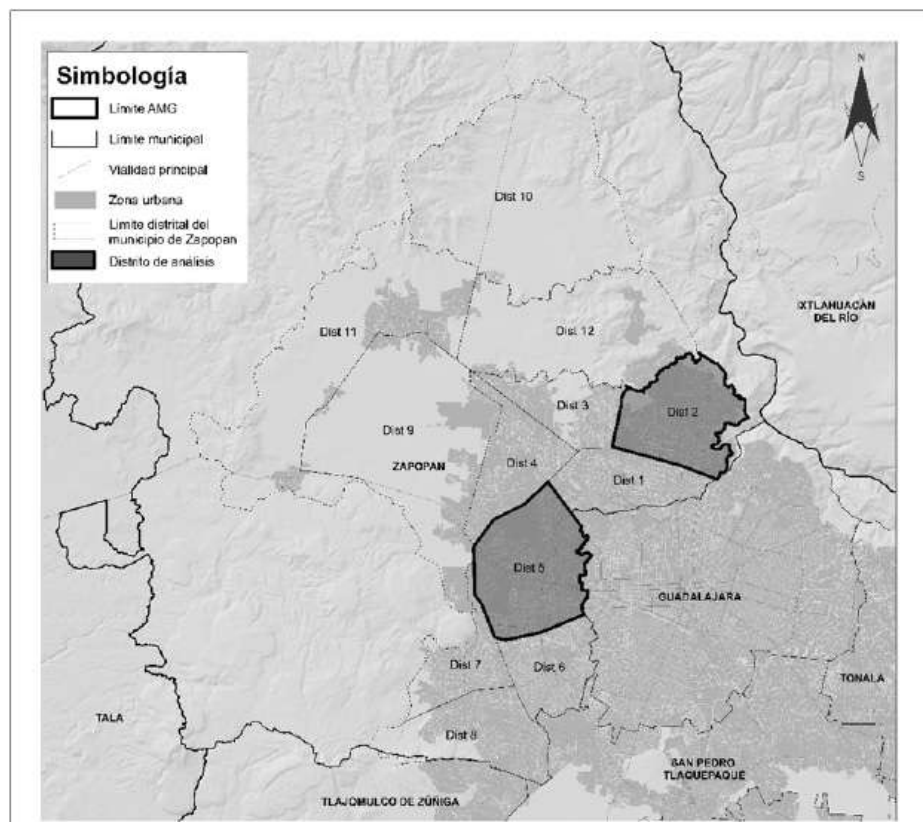 Simbología
Límite AMG
Límite municipal
Vialidad principal
Zona urbana
Límite distrital del
municipio de Zapopan
Distrito de análisis
N
S
Dist 10
IXTLAHUACÁN
DEL RÍO
Dist 11
Dist 12
Dist 3
Dist 2
Dist 9
ZAPOPAN
Dist 4
Dist 1
Dist 5
GUADALAJARA
Dist 7
Dist 6
TONALA
TALA
Dist 8
SAN PEDRO
TLAQUEPAQUE
TLAJOMULCO DE ZÚÑIGA